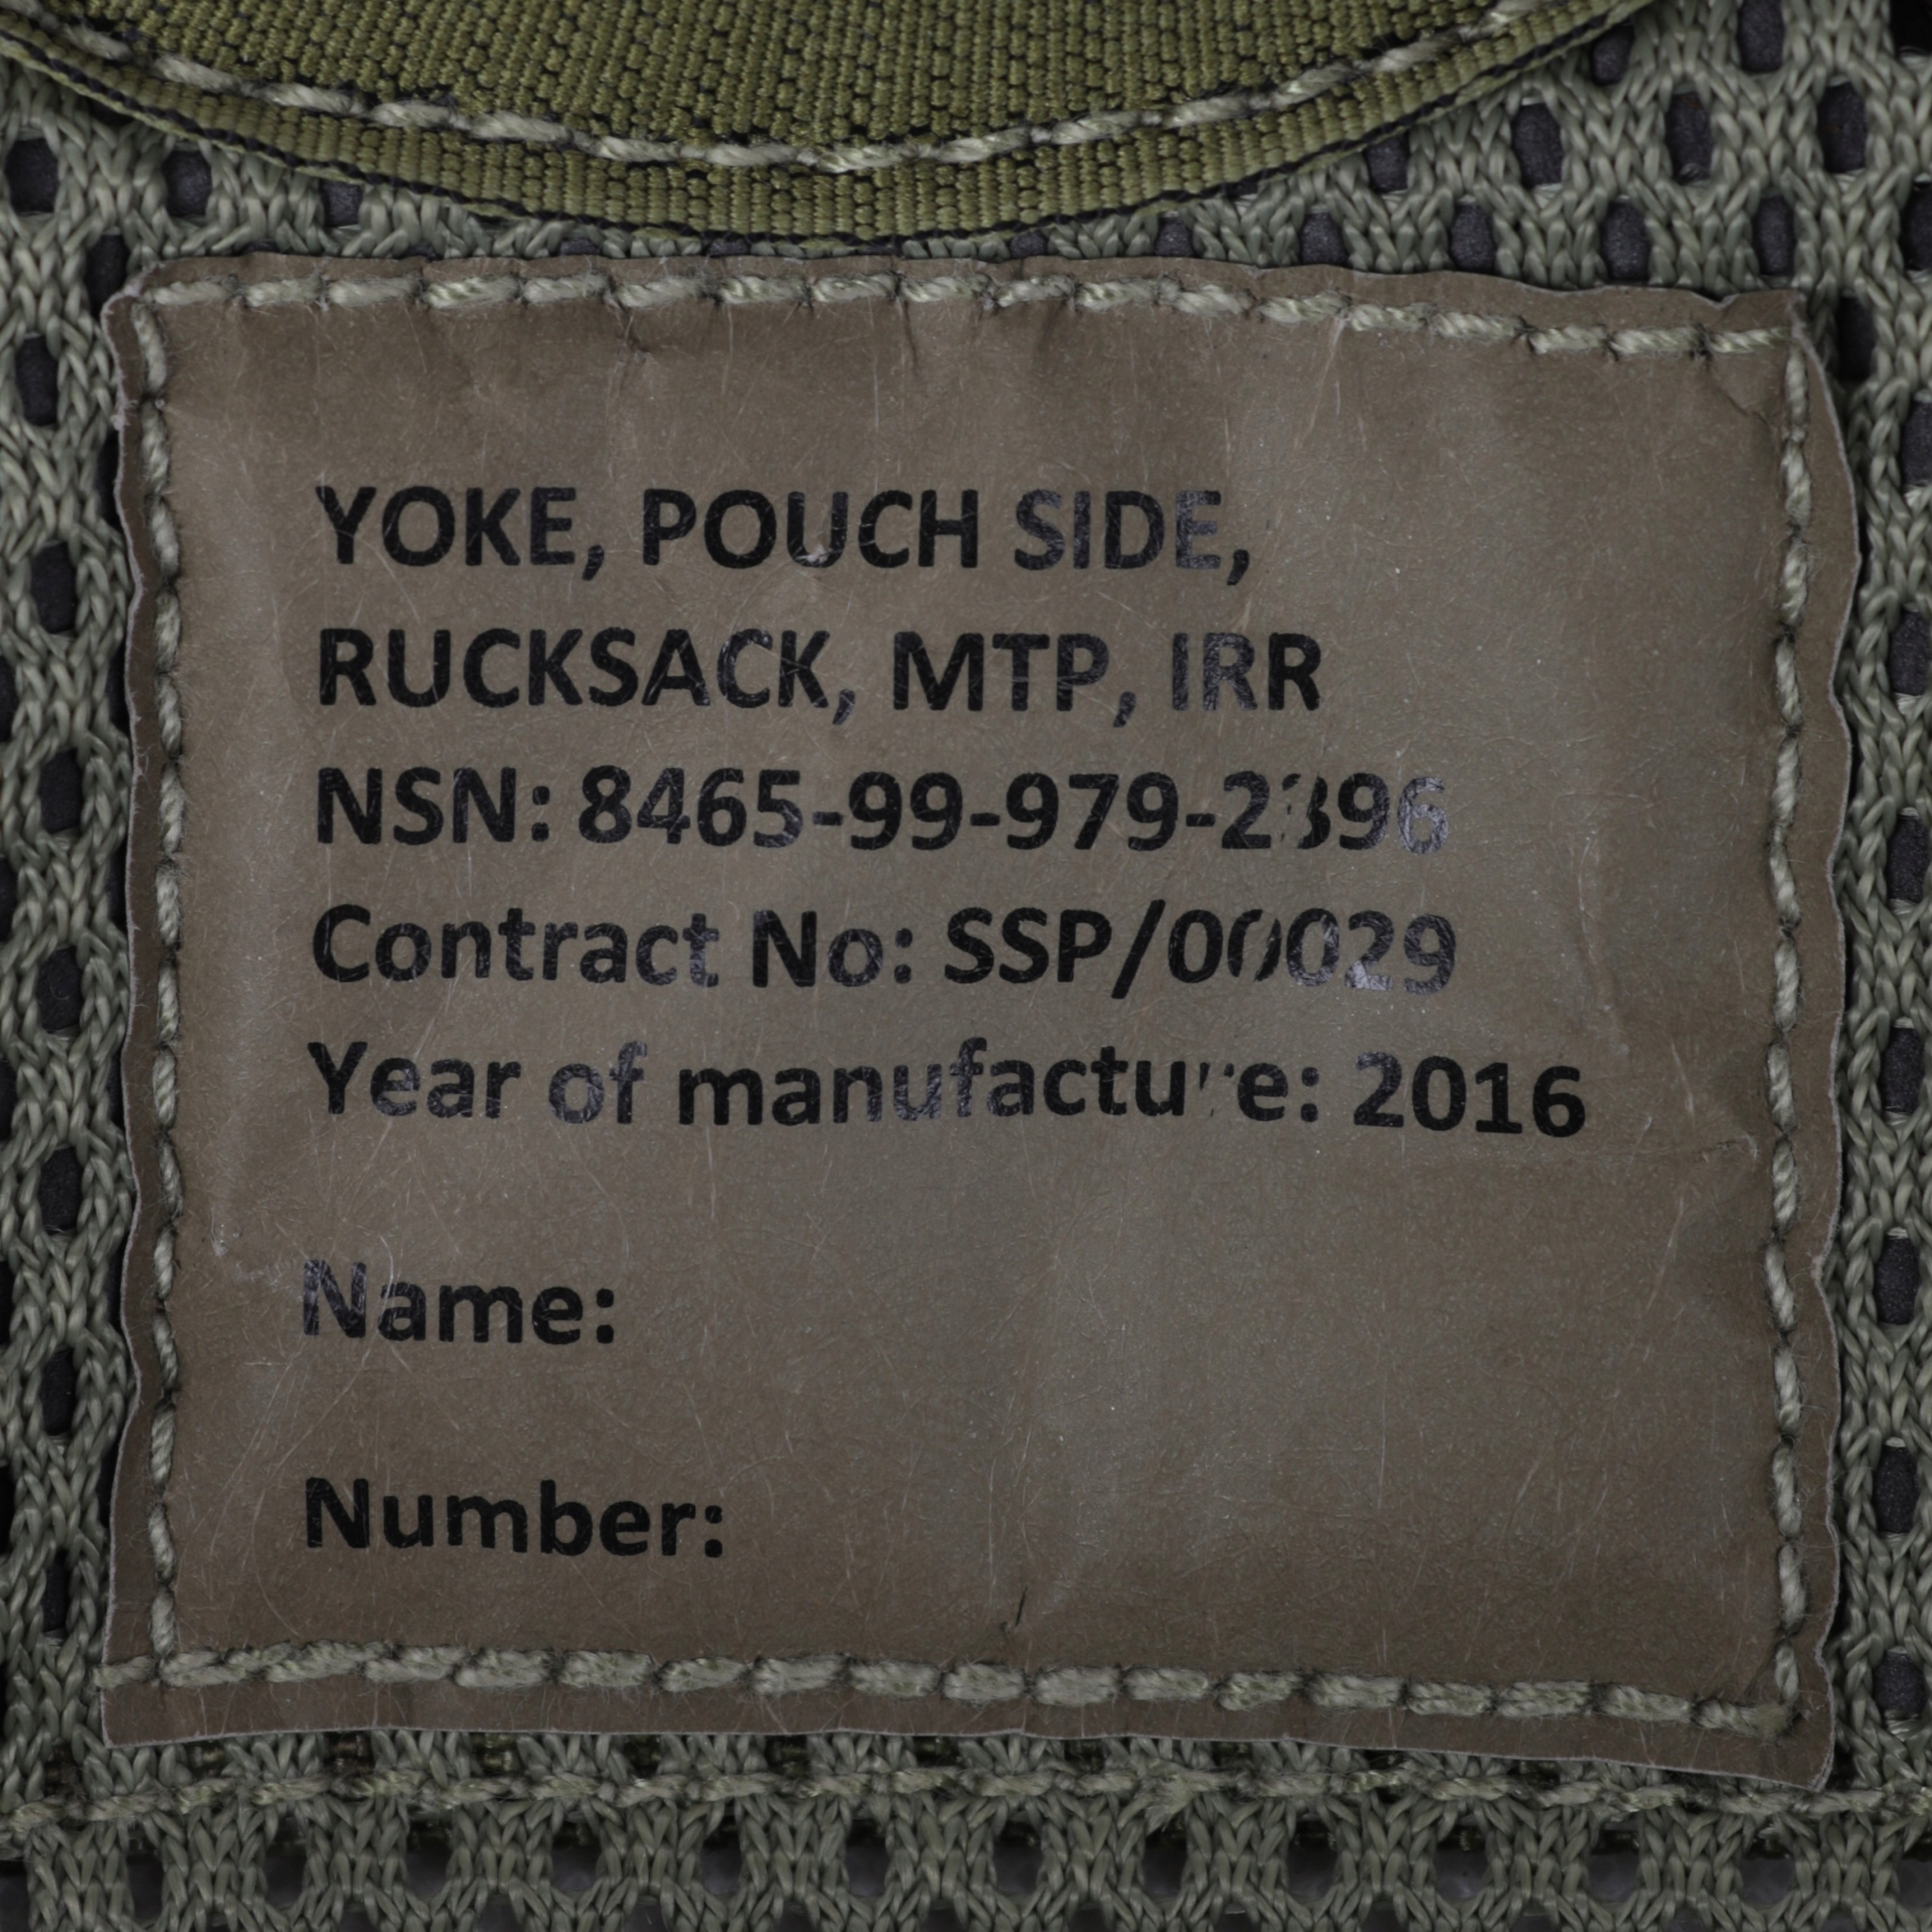 YOKE, POUCH SIDE,
RUCKSACK, MTP, IRR
NSN: 8465-99-979-2396
Contract No: SSP/00029
Year of manufacture: 2016
Name:
Number: